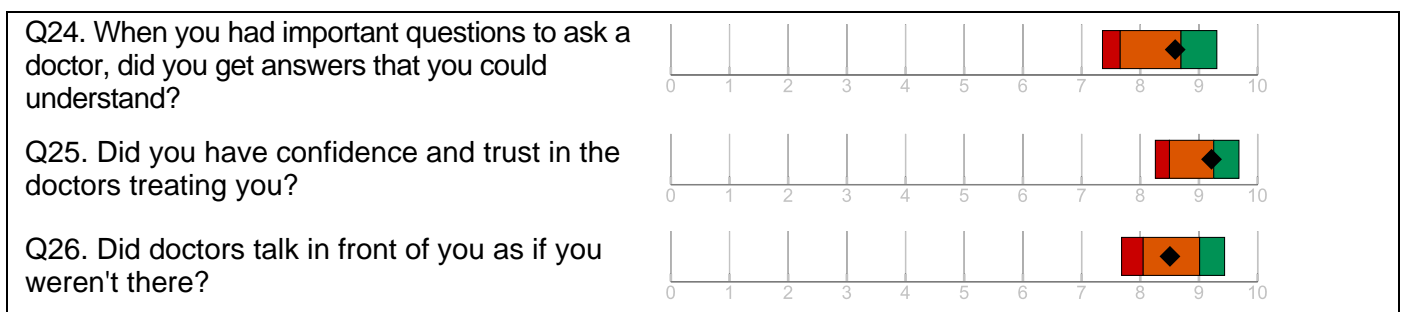 Q24. When you had important questions to ask a
doctor, did you get answers that you could
understand?
0 1 2 3 4 5 6 7 8 9 10
Q25. Did you have confidence and trust in the
doctors treating you?
0 1 2 3 4 5 6 7 8 9 10
Q26. Did doctors talk in front of you as if you
weren't there?
0 1 2 3 4 5 6 7 8 9 10